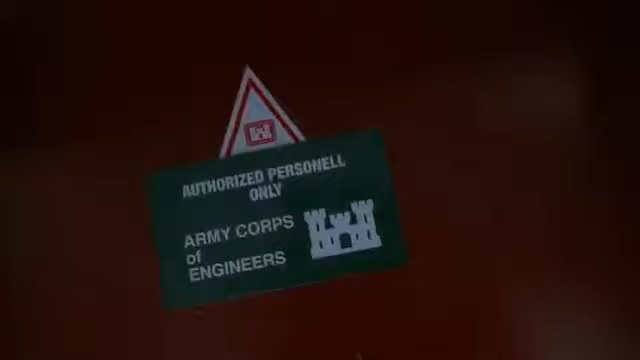 AUTHORIZED PERSONELL
ONLY
ARMY CORPS
of
ENGINEERS